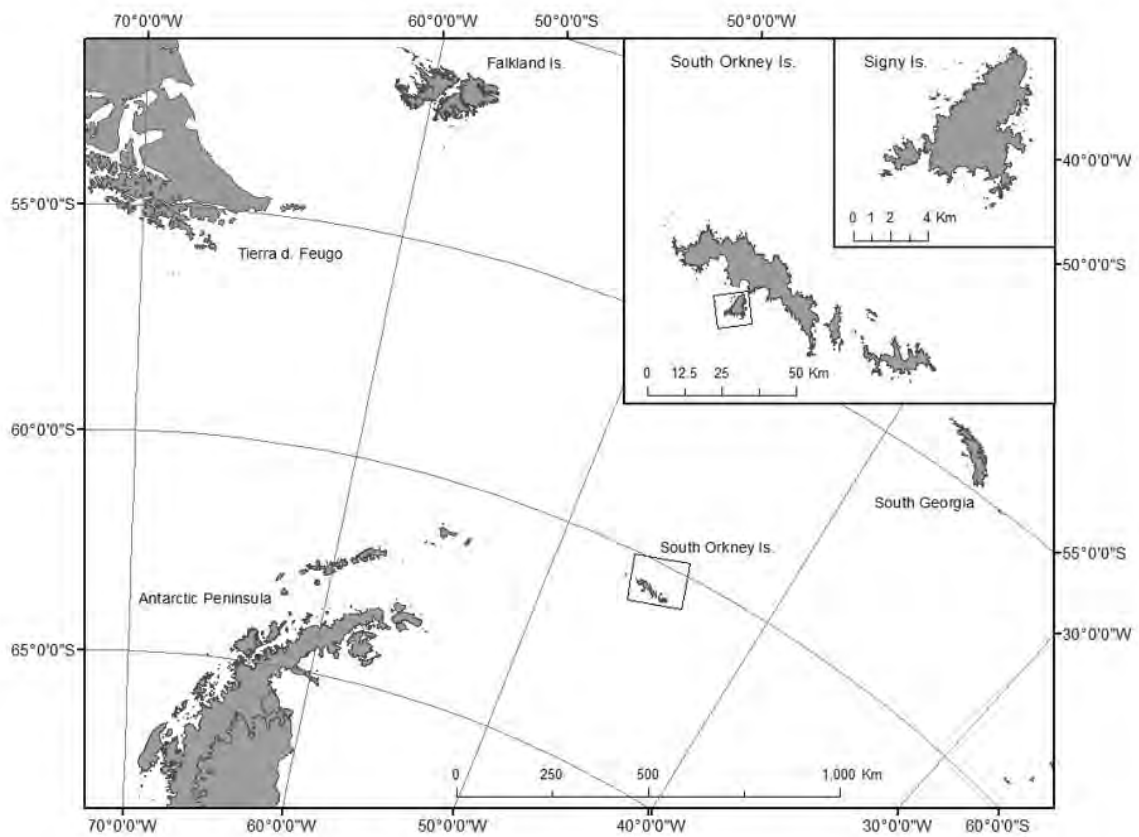 70°0'0"W 60°0'0"W 50°0'0"W 50°0'0"W
Falkland Is.
South Orkney Is.
Signy Is.
40°0'0"W
55°0'0"S
0 1 2 4 Km
Tierra d. Feugo
50°0'0"S
0 12.5 25 50 Km
60°0'0"S
South Georgia
South Orkney Is.
55°0'0"S
Antarctic Peninsula
30°0'0"W
65°0'0"S
0 250 500 1,000 Km
70°0'0"W 60°0'0"W 50°0'0"W 40°0'0"W 30°0'0"W 60°0'0"S